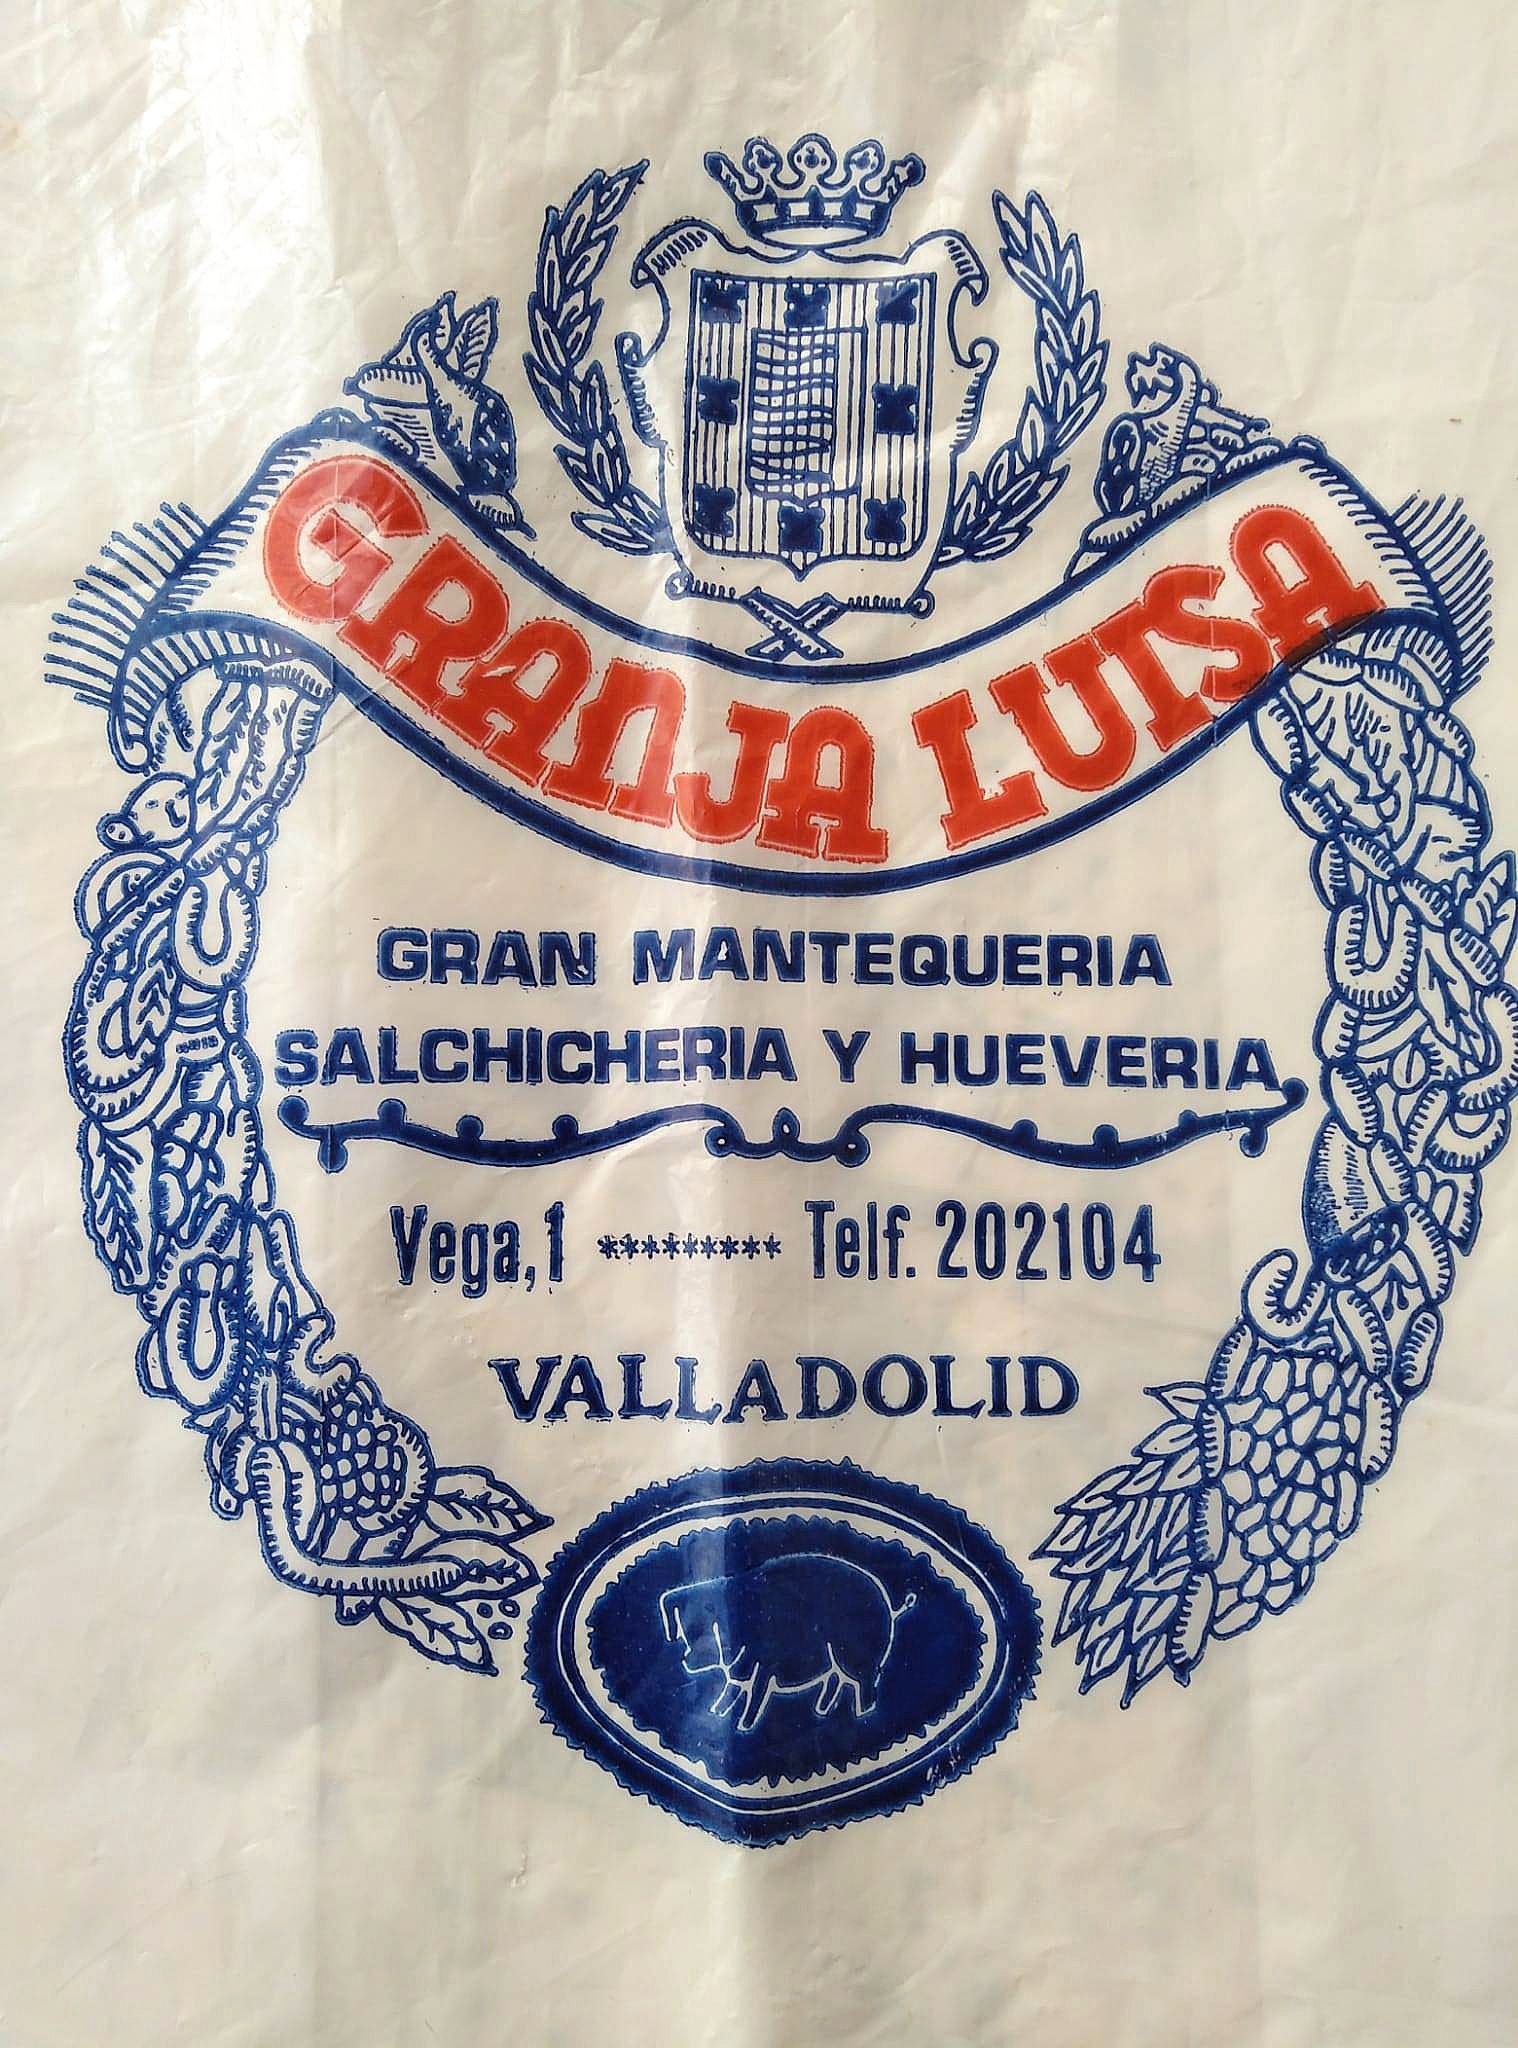 GRANJA LUISA
GRAN MANTEQUERIA
SALCHICHERIA Y HUEVERIA
Vega, 1 ********* Telf. 202104
VALLADOLID